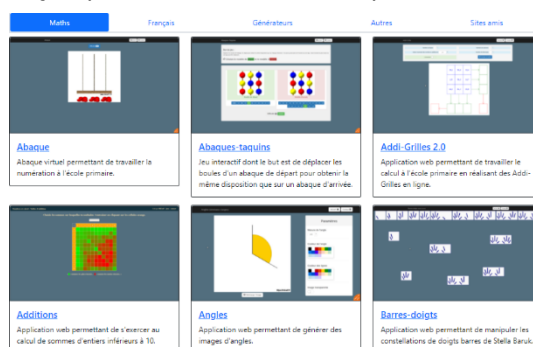 Maths
Français
Générateurs
Autres
Sites amis
Abaque
Abaque virtuel permettant de travailler la
numération à l'école primaire.
Abaques-taquins
Jeu interactif dont le but est de déplacer les
boules d'un abaque de départ pour obtenir la
même disposition que sur un abaque d'arrivée.
Addi-Grilles 2.0
Application web permettant de travailler le
calcul à l'école primaire en réalisant des Addi-
Grilles en ligne.
Additions
Application web permettant de s'exercer au
calcul de sommes d'entiers inférieurs à 10.
Angles
Application web permettant de générer des
images d'angles.
Barres-doigts
Application web permettant de manipuler les
constellations de doigts barres de Stella Baruk.